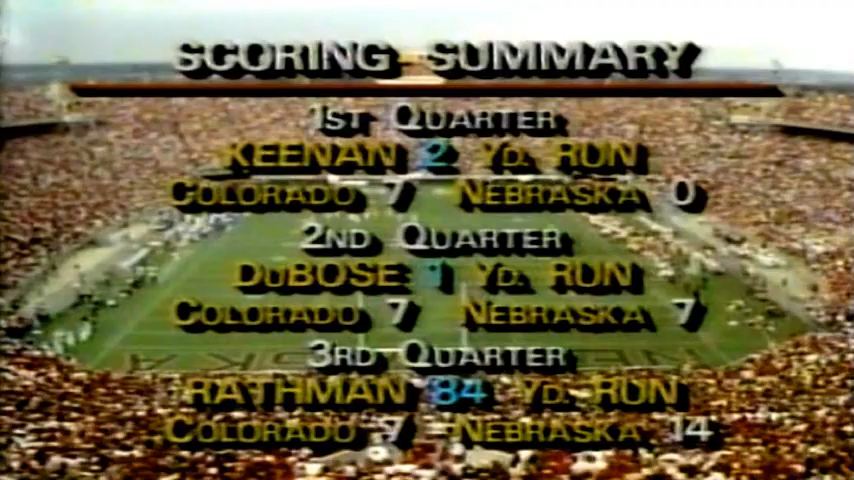 SCORING SUMMARY
1ST QUARTER
KEENAN 2 YD. RUN
COLORADO 7 NEBRASKA 0
2ND QUARTER
DUBOSE 1 YD. RUN
COLORADO 7 NEBRASKA 7
3RD QUARTER
RATHMAN 84 YD. RUN
COLORADO 7 NEBRASKA 14